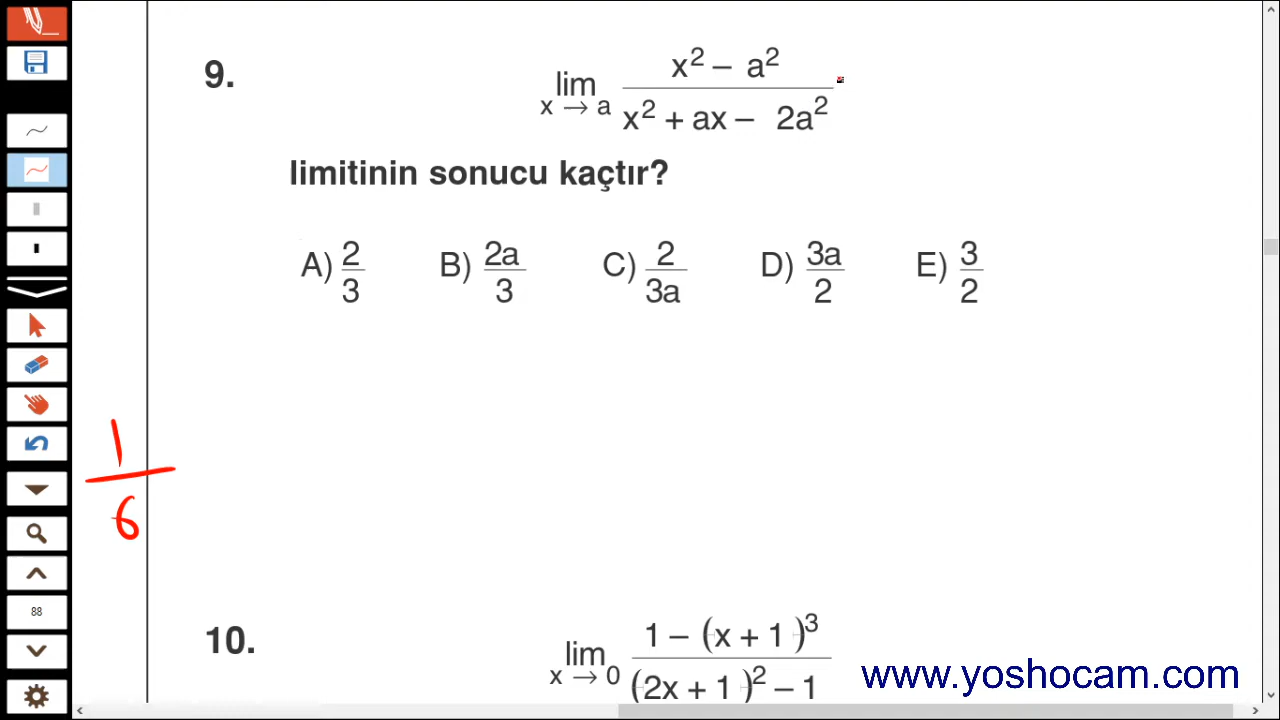 9. lim x → a x² – a² / x² + ax – 2a²
limitinin sonucu kaçtır?
A) 2/3 B) 2a/3 C) 2/3a D) 3a/2 E) 3/2
1/6
88
10. lim x → 0 1 – (x + 1)³ / (2x + 1)² – 1
www.yoshocam.com